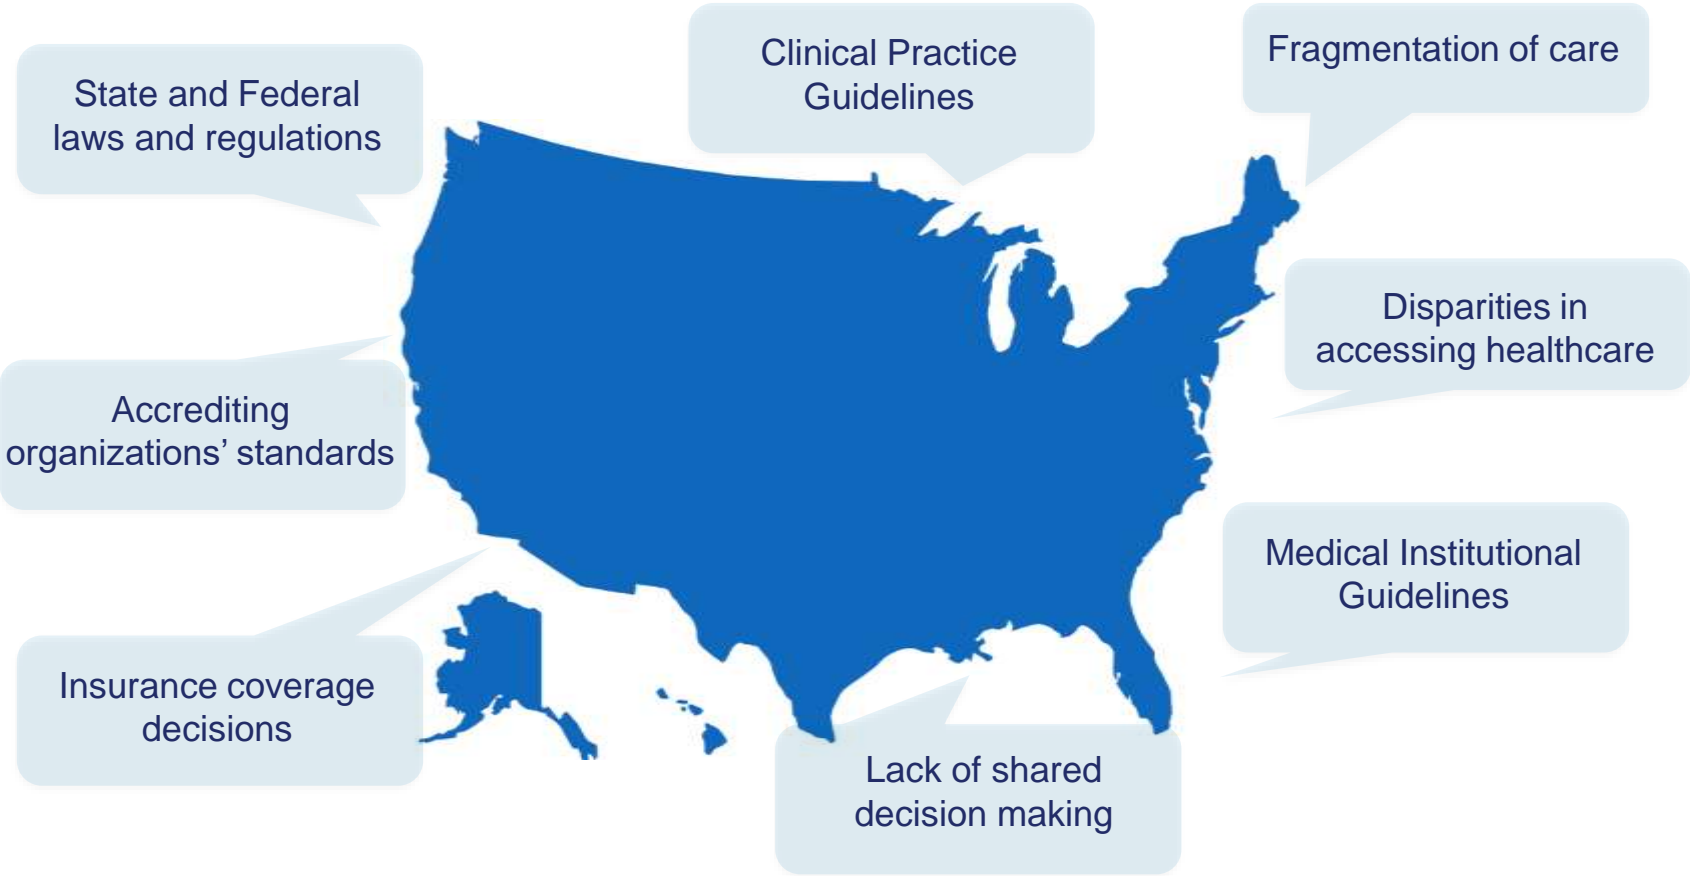 State and Federal
laws and regulations
Clinical Practice
Guidelines
Fragmentation of care
Disparities in
accessing healthcare
Accrediting
organizations’ standards
Medical Institutional
Guidelines
Insurance coverage
decisions
Lack of shared
decision making